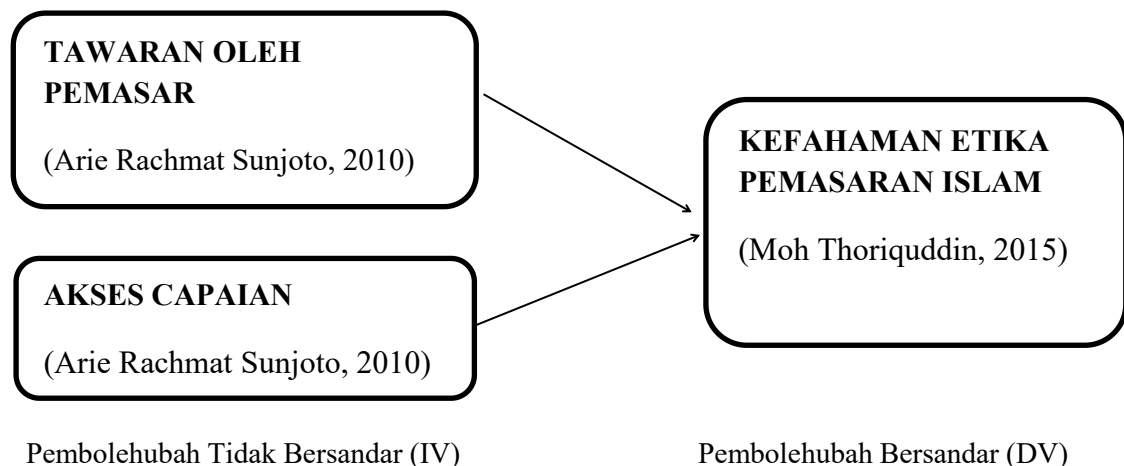 TAWARAN OLEH
PEMASAR
(Arie Rachmat Sunjoto, 2010)
AKSES CAPAIAN
(Arie Rachmat Sunjoto, 2010)
KEFAHAMAN ETIKA
PEMASARAN ISLAM
(Moh Thoriquddin, 2015)
Pembolehubah Tidak Bersandar (IV)
Pembolehubah Bersandar (DV)